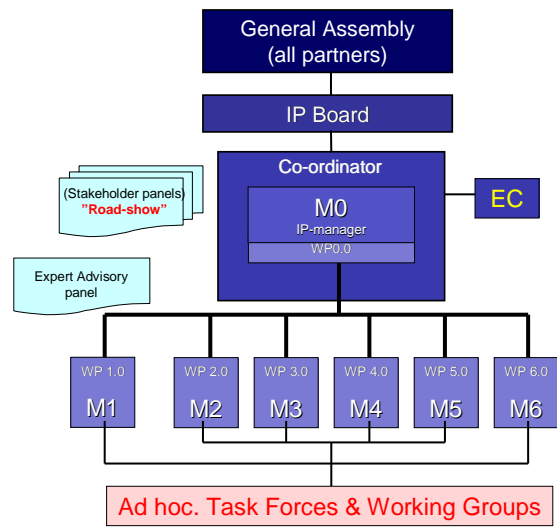 General Assembly
(all partners)
IP Board
Co-ordinator
(Stakeholder panels)
"Road-show"
M0
IP-manager
WP0.0
EC
Expert Advisory
panel
WP 1.0
M1
WP 2.0
M2
WP 3.0
M3
WP 4.0
M4
WP 5.0
M5
WP 6.0
M6
Ad hoc. Task Forces & Working Groups